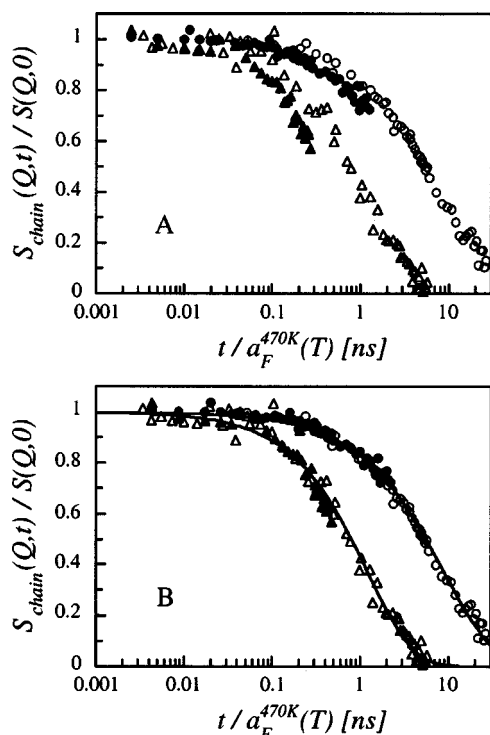 1
0.8
0.6
0.4
0.2
0
S_chain(Q,t) / S(Q,0)
A
0.001 0.01 0.1 1 10
t / a_F^470K(T) [ns]
1
0.8
0.6
0.4
0.2
0
S_chain(Q,t) / S(Q,0)
B
0.001 0.01 0.1 1 10
t / a_F^470K(T) [ns]